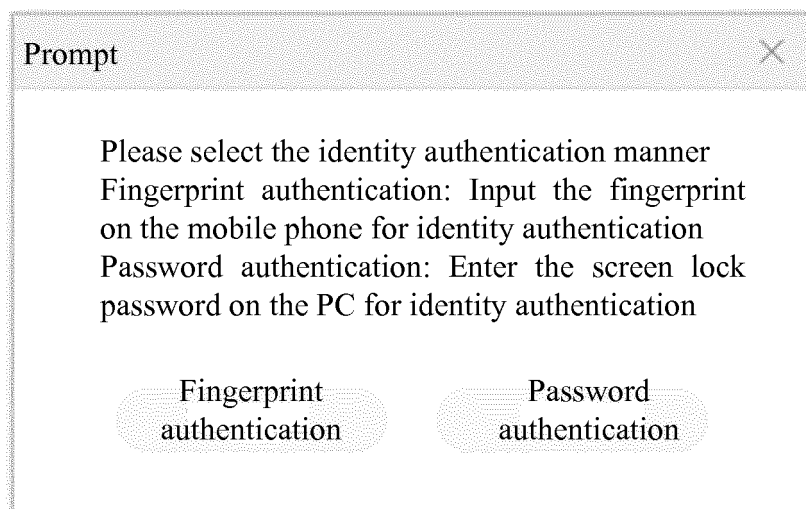 Prompt
Please select the identity authentication manner
Fingerprint authentication: Input the fingerprint
on the mobile phone for identity authentication
Password authentication: Enter the screen lock
password on the PC for identity authentication
Fingerprint
authentication
Password
authentication